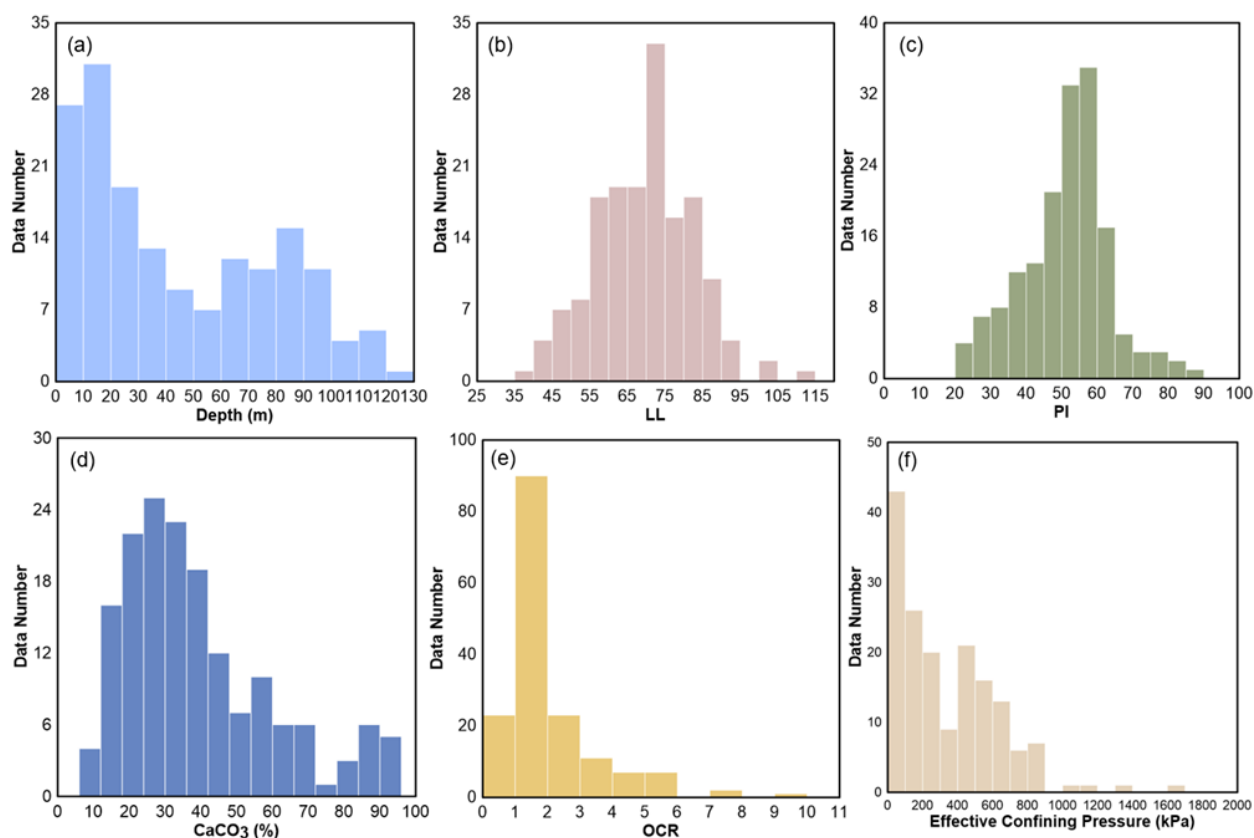 (a)
35
28
21
14
7
0
Data Number
0 10 20 30 40 50 60 70 80 90 100110120130
Depth (m)
(b)
35
28
21
14
7
0
Data Number
25 35 45 55 65 75 85 95 105 115
LL
(c)
40
32
24
16
8
0
Data Number
0 10 20 30 40 50 60 70 80 90 100
PI
(d)
30
24
18
12
6
0
Data Number
0 10 20 30 40 50 60 70 80 90 100
CaCO3 (%)
(e)
100
80
60
40
20
0
Data Number
0 1 2 3 4 5 6 7 8 9 10 11
OCR
(f)
50
40
30
20
10
0
Data Number
0 200 400 600 800 1000 1200 1400 1600 1800 2000
Effective Confining Pressure (kPa)